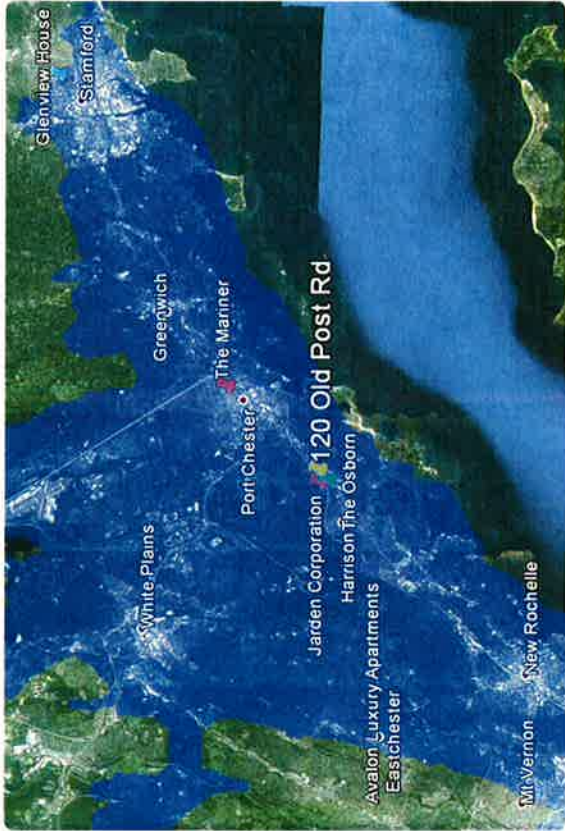 Glenview House
Stamford
Greenwich
The Mariner
Port Chester
White Plains
120 Old Post Rd
Jarden Corporation
Harrison The Osborn
Avalon Luxury Apartments
Eastchester
New Rochelle
Mt Vernon